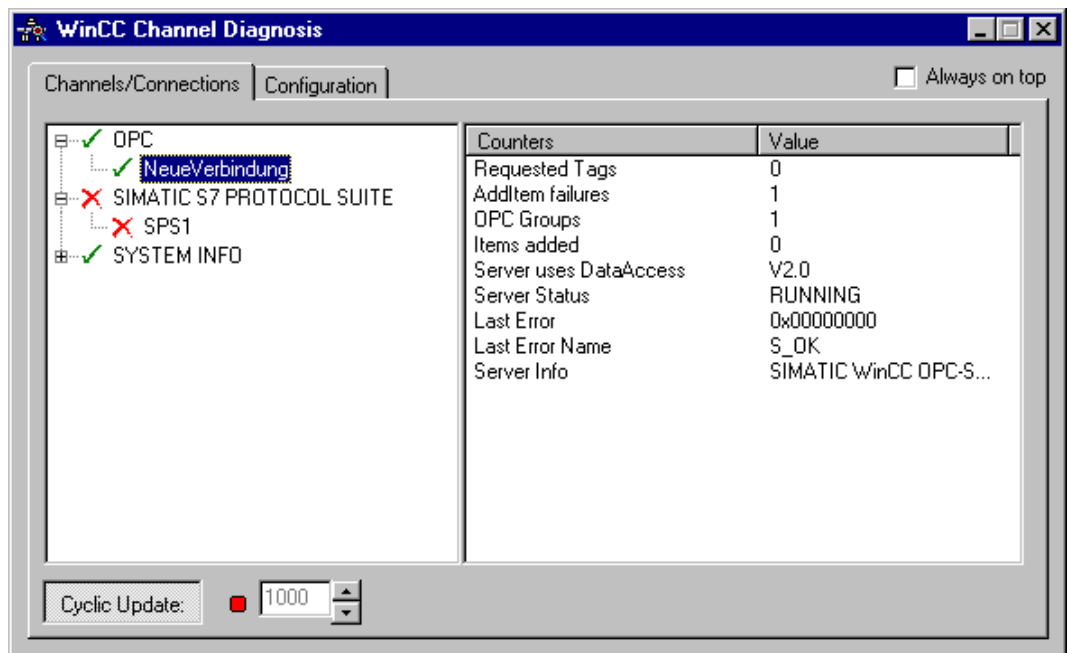 WinCC Channel Diagnosis
Channels/Connections Configuration Always on top
OPC
NeueVerbindung
SIMATIC S7 PROTOCOL SUITE
SPS1
SYSTEM INFO
Counters Value
Requested Tags 0
AddItem failures 1
OPC Groups 1
Items added 0
Server uses DataAccess V2.0
Server Status RUNNING
Last Error 0x00000000
Last Error Name S_OK
Server Info SIMATIC WinCC OPC-S...
Cyclic Update: 1000